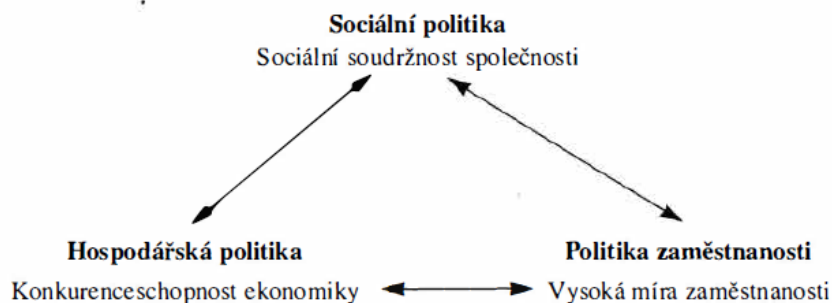 Sociální politika
Sociální soudržnost společnosti
Hospodářská politika
Konkurenceschopnost ekonomiky
Politika zaměstnanosti
Vysoká míra zaměstnanosti